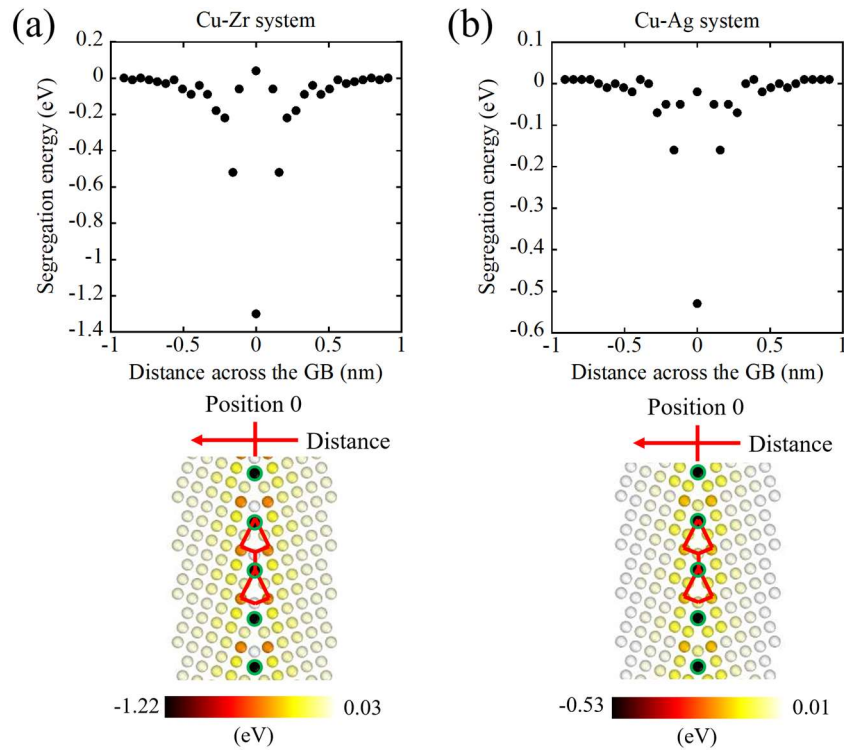 (a)
Cu-Zr system
0.2
0
-0.2
-0.4
-0.6
-0.8
-1
-1.2
-1.4
Segregation energy (eV)
-1
-0.5
0
0.5
1
Distance across the GB (nm)
Position 0
Distance
-1.22
0.03
(eV)
(b)
Cu-Ag system
0.1
0
-0.1
-0.2
-0.3
-0.4
-0.5
-0.6
Segregation energy (eV)
-1
-0.5
0
0.5
1
Distance across the GB (nm)
Position 0
Distance
-0.53
0.01
(eV)